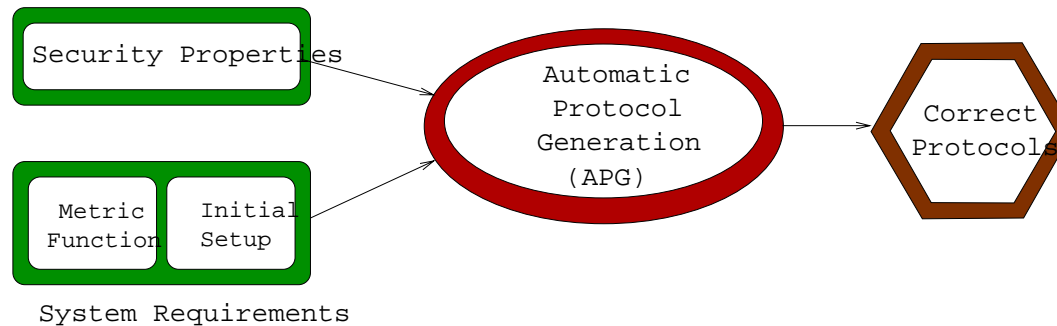 Security Properties
Automatic
Protocol
Generation
(APG)
Correct
Protocols
Metric
Function
Initial
Setup
System Requirements